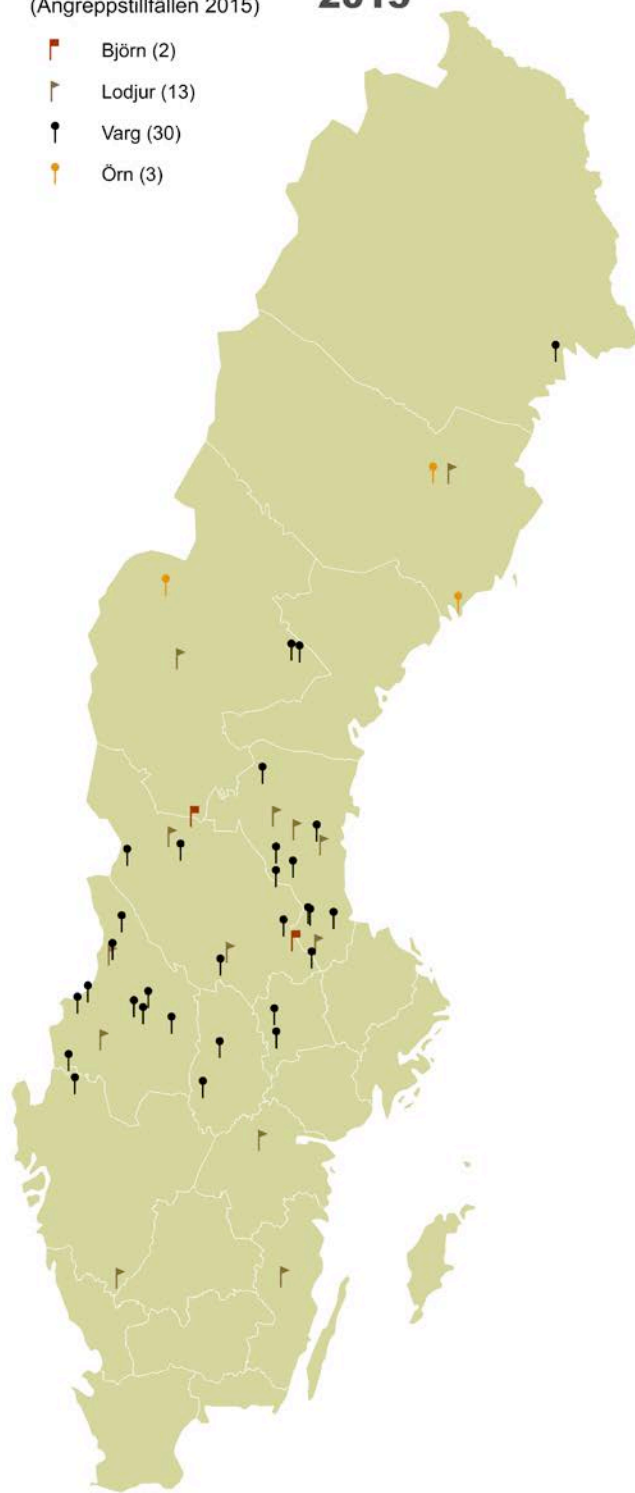 (Angreppstillfällen 2015)
Björn (2)
Lodjur (13)
Varg (30)
Örn (3)